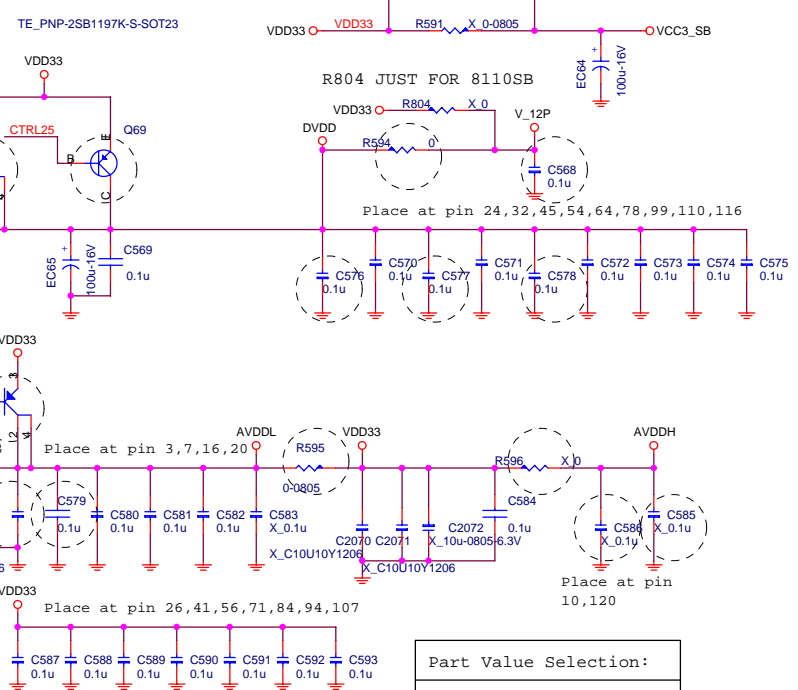 TE_PNP-2SB1197K-S-SOT23
VDD33 VDD33 R591 X_0-0805 VCC3_SB
VDD33
EC64 + 100u-16V
R804 JUST FOR 8110SB
VDD33 R804 X_0
V_12P
CTRL25 Q69
DVDD
R594 0
B E IC
C568
0.1u
Place at pin 24,32,45,54,64,78,99,110,116
EC65 + 100u-16V
C569
0.1u
C576 C570 C577 C571 C578 C572 C573 C574 C575
0.1u 0.1u 0.1u 0.1u 0.1u 0.1u 0.1u 0.1u 0.1u
VDD33
3
I2 4
Place at pin 3,7,16,20
AVDDL R595 VDD33 AVDDH
0-0805
R596 X_0
C579 C580 C581 C582 C583
0.1u 0.1u 0.1u 0.1u X_0.1u
X_C10U10Y1206
C2070 C2071 C2072
X_10u-0805-6.3V
X_C10U10Y1206
C584
0.1u
C586 C585
X_0.1u X_0.1u
Place at pin
10,120
VDD33
Place at pin 26,41,56,71,84,94,107
C587 C588 C589 C590 C591 C592 C593
0.1u 0.1u 0.1u 0.1u 0.1u 0.1u 0.1u
Part Value Selection: